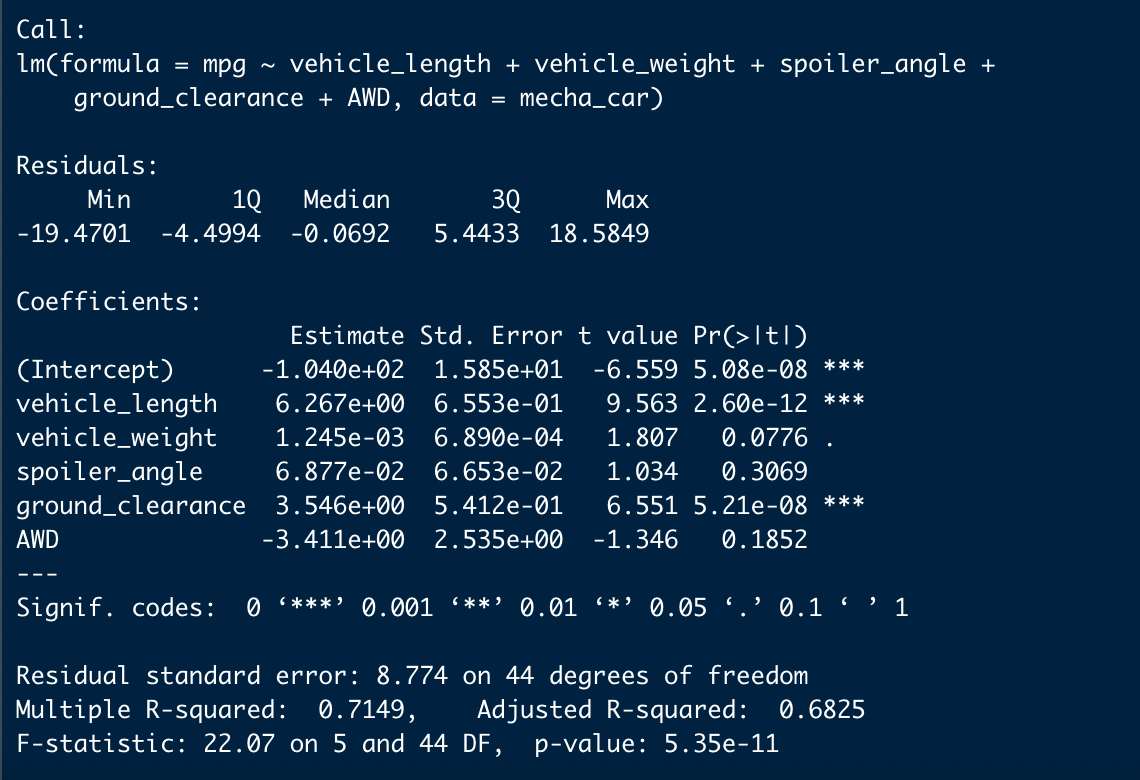 Call:
lm(formula = mpg ~ vehicle_length + vehicle_weight + spoiler_angle +
    ground_clearance + AWD, data = mecha_car)

Residuals:
     Min       1Q   Median       3Q      Max
-19.4701  -4.4994  -0.0692   5.4433  18.5849

Coefficients:
                   Estimate Std. Error t value Pr(>|t|)
(Intercept)      -1.040e+02  1.585e+01  -6.559 5.08e-08 ***
vehicle_length    6.267e+00  6.553e-01   9.563 2.60e-12 ***
vehicle_weight    1.245e-03  6.890e-04   1.807   0.0776 .
spoiler_angle     6.877e-02  6.653e-02   1.034   0.3069
ground_clearance  3.546e+00  5.412e-01   6.551 5.21e-08 ***
AWD              -3.411e+00  2.535e+00  -1.346   0.1852
---
Signif. codes:  0 ‘***’ 0.001 ‘**’ 0.01 ‘*’ 0.05 ‘.’ 0.1 ‘ ’ 1

Residual standard error: 8.774 on 44 degrees of freedom
Multiple R-squared:  0.7149,    Adjusted R-squared:  0.6825
F-statistic: 22.07 on 5 and 44 DF,  p-value: 5.35e-11